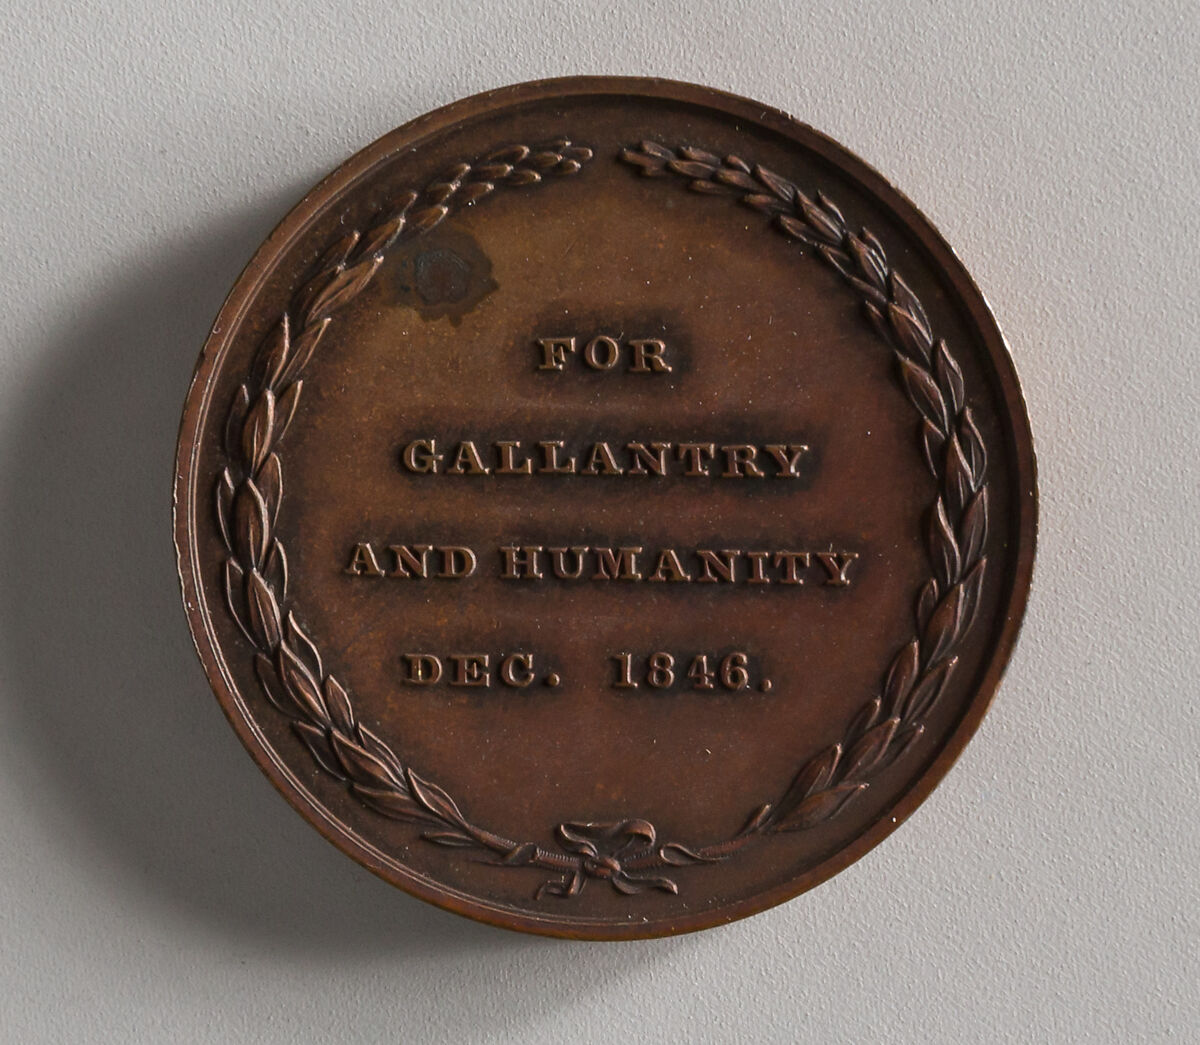 FOR
GALLANTRY
AND HUMANITY
DEC. 1846.